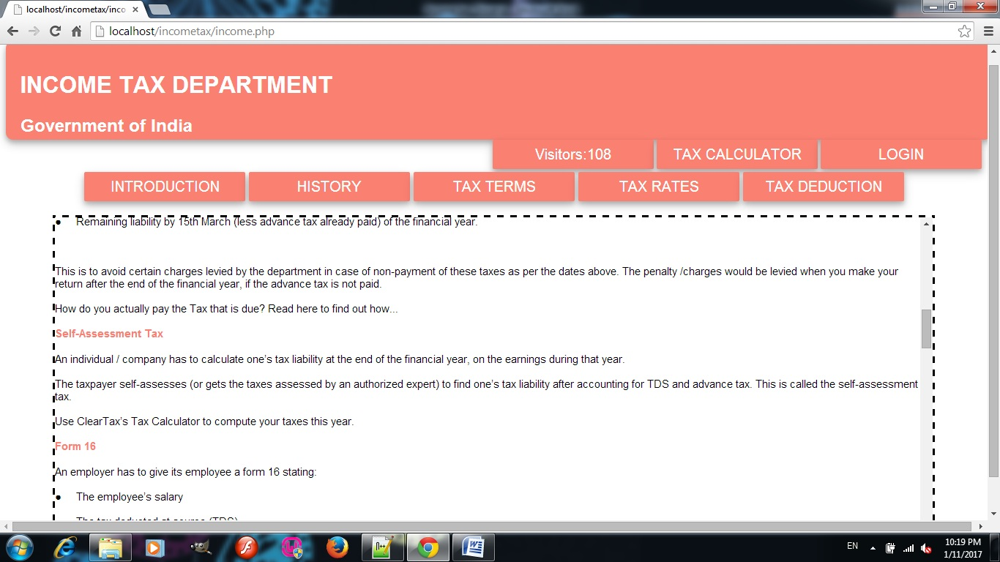 localhost/incometax/inco
localhost/incometax/income.php
INCOME TAX DEPARTMENT
Government of India
Visitors:108
TAX CALCULATOR
LOGIN
INTRODUCTION
HISTORY
TAX TERMS
TAX RATES
TAX DEDUCTION
● Remaining liability by 15th March (less advance tax already paid) of the financial year.
This is to avoid certain charges levied by the department in case of non-payment of these taxes as per the dates above. The penalty /charges would be levied when you make your
return after the end of the financial year, if the advance tax is not paid.
How do you actually pay the Tax that is due? Read here to find out how...
Self-Assessment Tax
An individual / company has to calculate one’s tax liability at the end of the financial year, on the earnings during that year.
The taxpayer self-assesses (or gets the taxes assessed by an authorized expert) to find one’s tax liability after accounting for TDS and advance tax. This is called the self-assessment
tax.
Use ClearTax’s Tax Calculator to compute your taxes this year.
Form 16
An employer has to give its employee a form 16 stating:
● The employee’s salary
The tax deducted at source (TDS)
EN
10:19 PM
1/11/2017